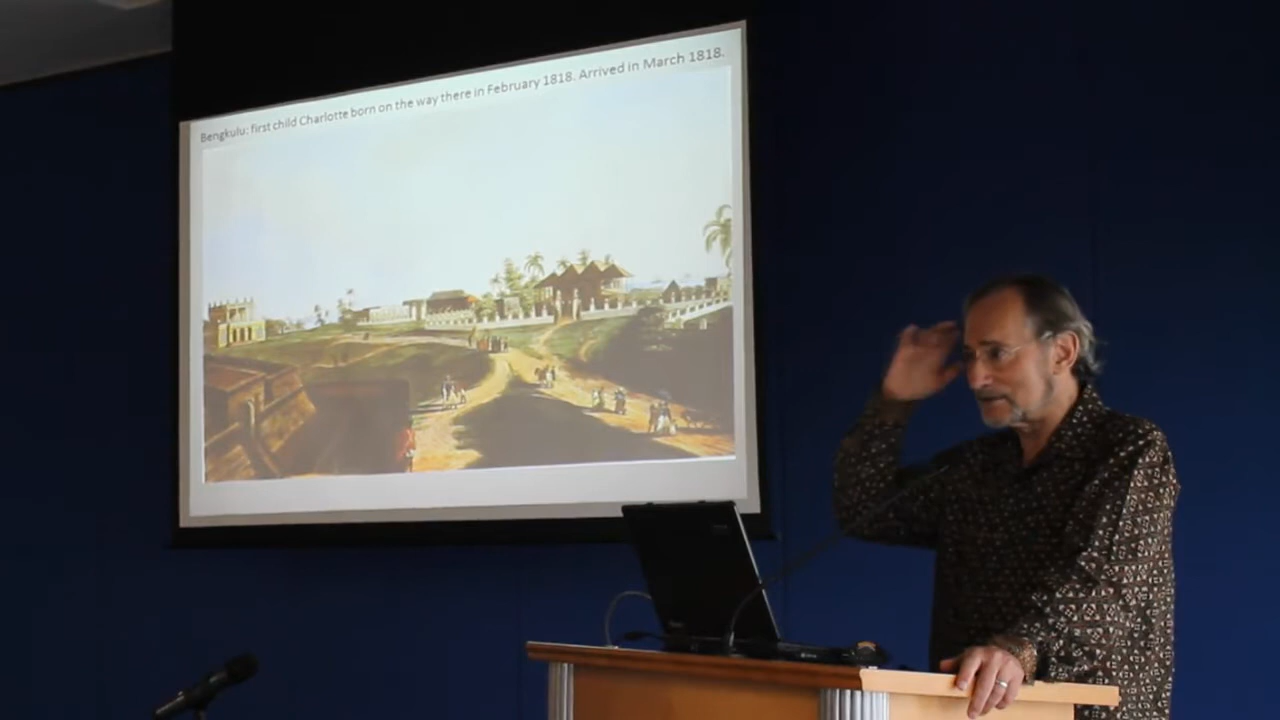 Bengkulu: first child Charlotte born on the way there in February 1818. Arrived in March 1818.